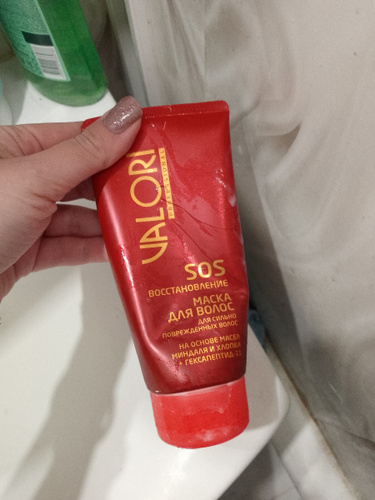 VALORI
PROFESSIONAL
SOS
ВОССТАНОВЛЕНИЕ
МАСКА
ДЛЯ ВОЛОС
ДЛЯ СИЛЬНО
ПОВРЕЖДЕННЫХ ВОЛОС
НА ОСНОВЕ МАСЕЛ
МИНДАЛЯ И ХЛОПКА
+ ГЕКСАПЕПТИД 11